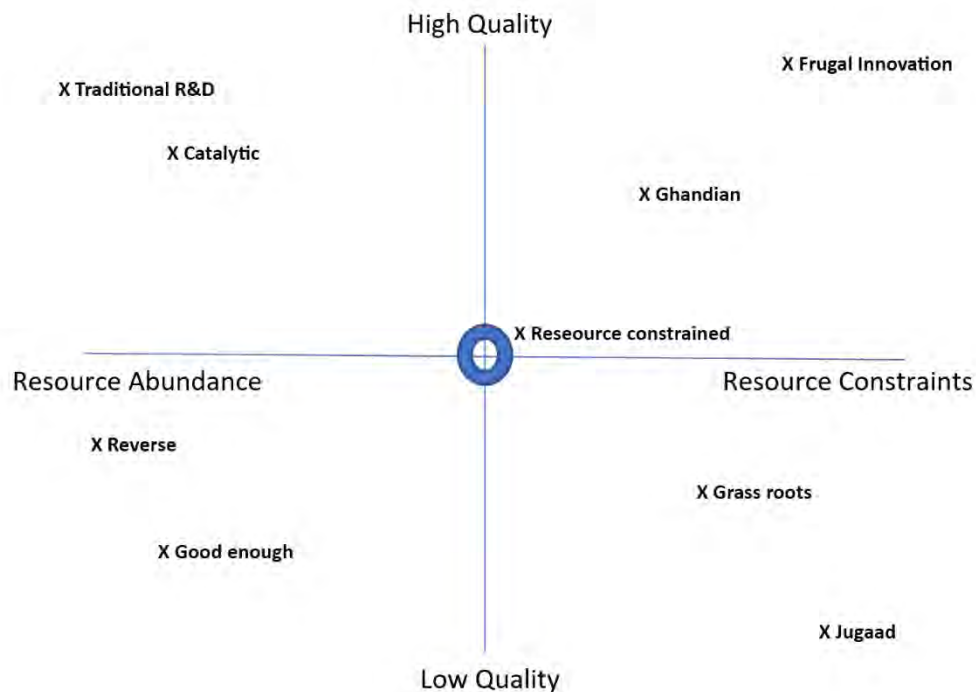 High Quality
X Frugal Innovation
X Traditional R&D
X Catalytic
X Ghandian
X Reseource constrained
Resource Abundance
Resource Constraints
X Reverse
X Grass roots
X Good enough
X Jugaad
Low Quality